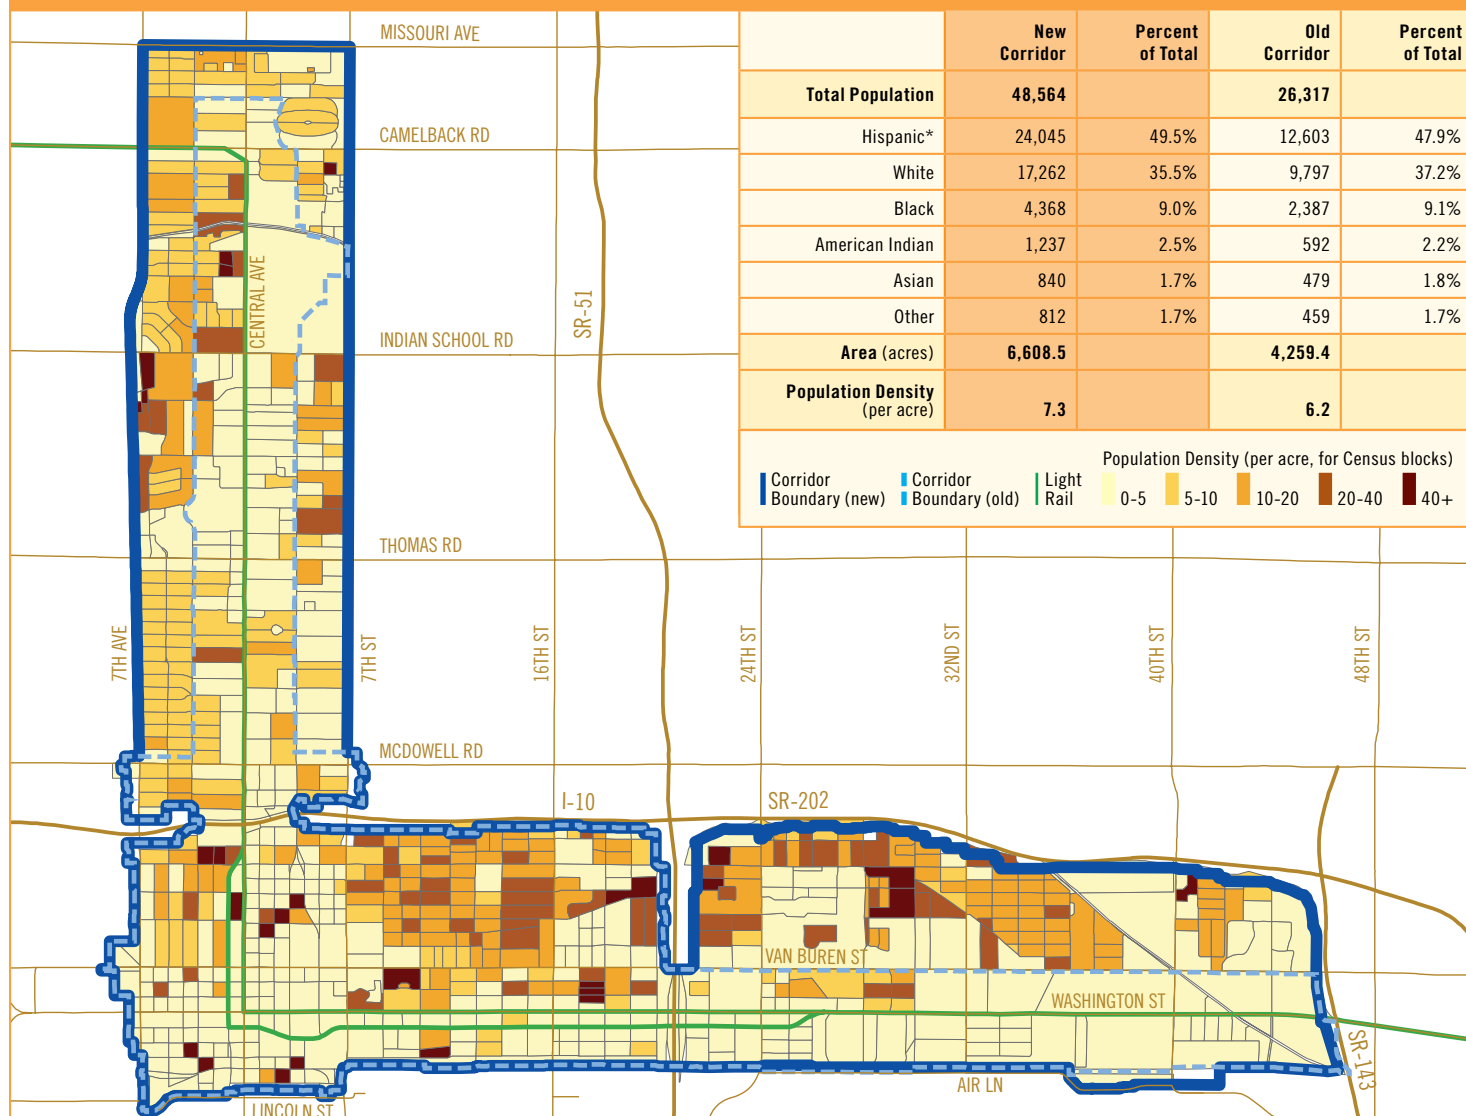 New Corridor Percent of Total Old Corridor Percent of Total
Total Population 48,564 26,317
Hispanic* 24,045 49.5% 12,603 47.9%
White 17,262 35.5% 9,797 37.2%
Black 4,368 9.0% 2,387 9.1%
American Indian 1,237 2.5% 592 2.2%
Asian 840 1.7% 479 1.8%
Other 812 1.7% 459 1.7%
Area (acres) 6,608.5 4,259.4
Population Density (per acre) 7.3 6.2
Population Density (per acre, for Census blocks)
Corridor Boundary (new)
Corridor Boundary (old)
Light Rail
0-5 5-10 10-20 20-40 40+
MISSOURI AVE
CAMELBACK RD
CENTRAL AVE
SR-51
INDIAN SCHOOL RD
THOMAS RD
7TH AVE
7TH ST
16TH ST
24TH ST
32ND ST
40TH ST
48TH ST
MCDOWELL RD
I-10
SR-202
VAN BUREN ST
WASHINGTON ST
SR-143
AIR LN
LINCOLN ST